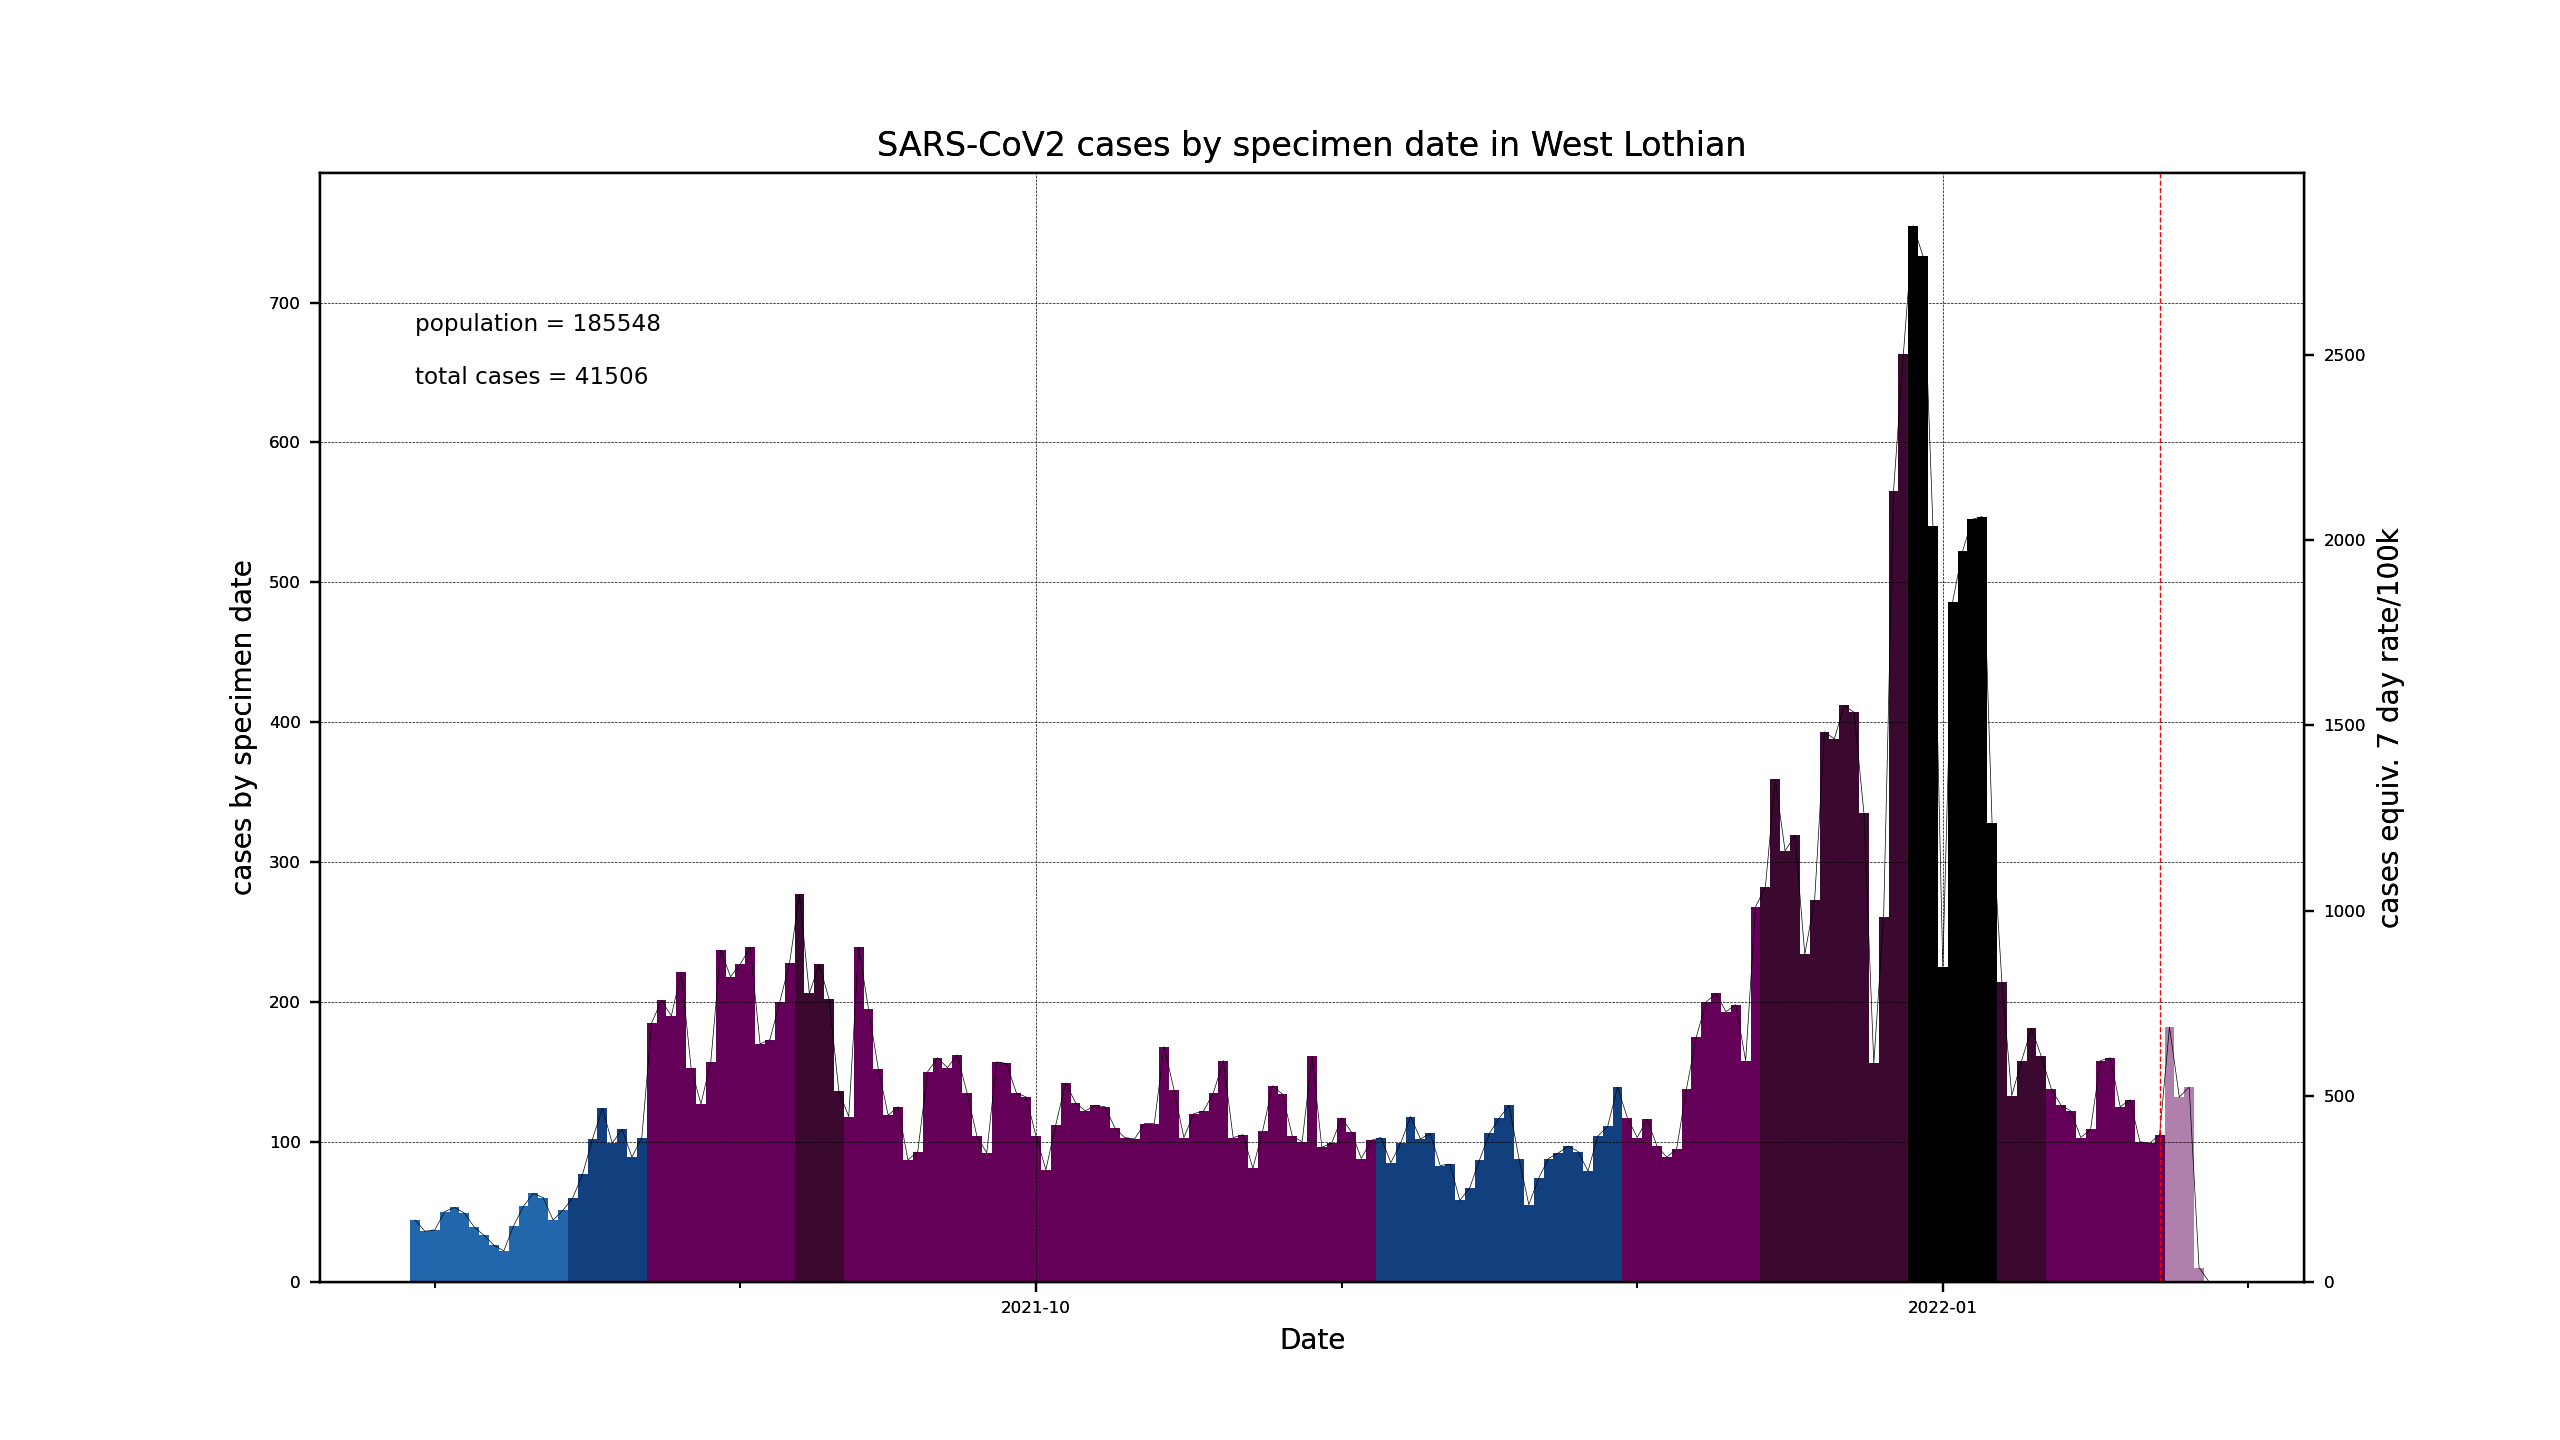 SARS-CoV2 cases by specimen date in West Lothian
population = 185548
total cases = 41506
cases by specimen date
700
600
500
400
300
200
100
0
2500
2000
1500
1000
500
0
cases equiv. 7 day rate/100k
2021-10
2022-01
Date